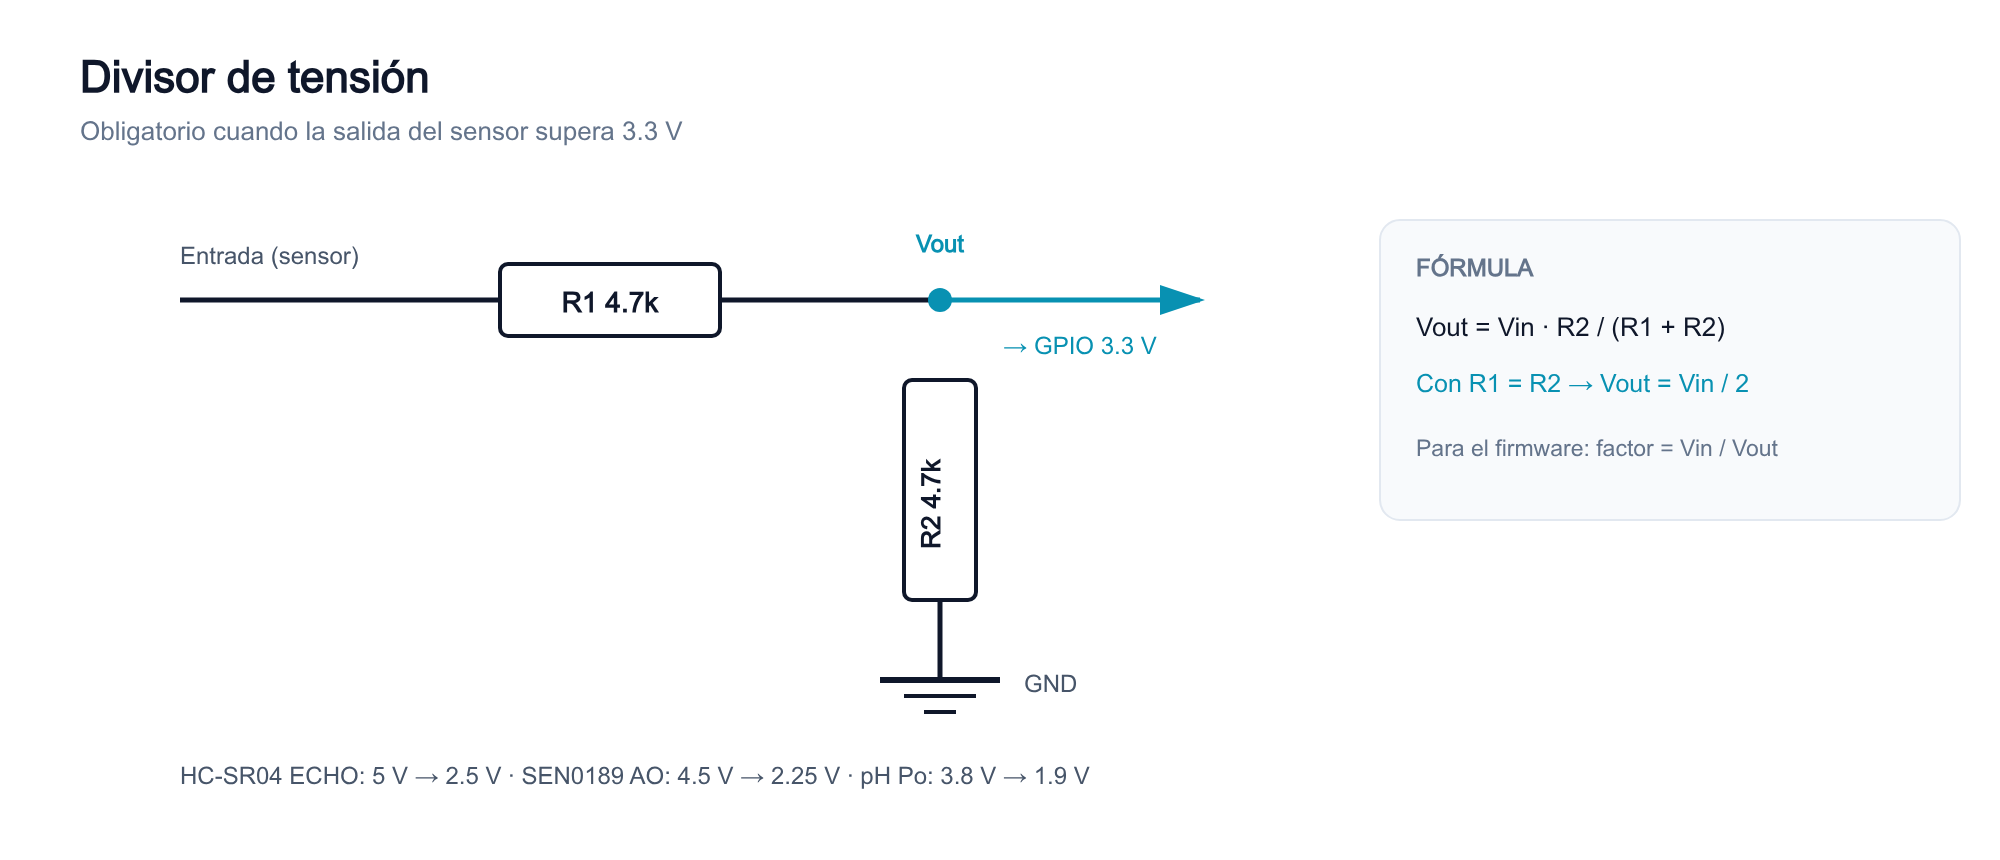 Divisor de tensión
Obligatorio cuando la salida del sensor supera 3.3 V
Entrada (sensor)
R1 4.7k
Vout
→ GPIO 3.3 V
R2 4.7k
GND
FÓRMULA
Vout = Vin · R2 / (R1 + R2)
Con R1 = R2 → Vout = Vin / 2
Para el firmware: factor = Vin / Vout
HC-SR04 ECHO: 5 V → 2.5 V · SEN0189 AO: 4.5 V → 2.25 V · pH Po: 3.8 V → 1.9 V